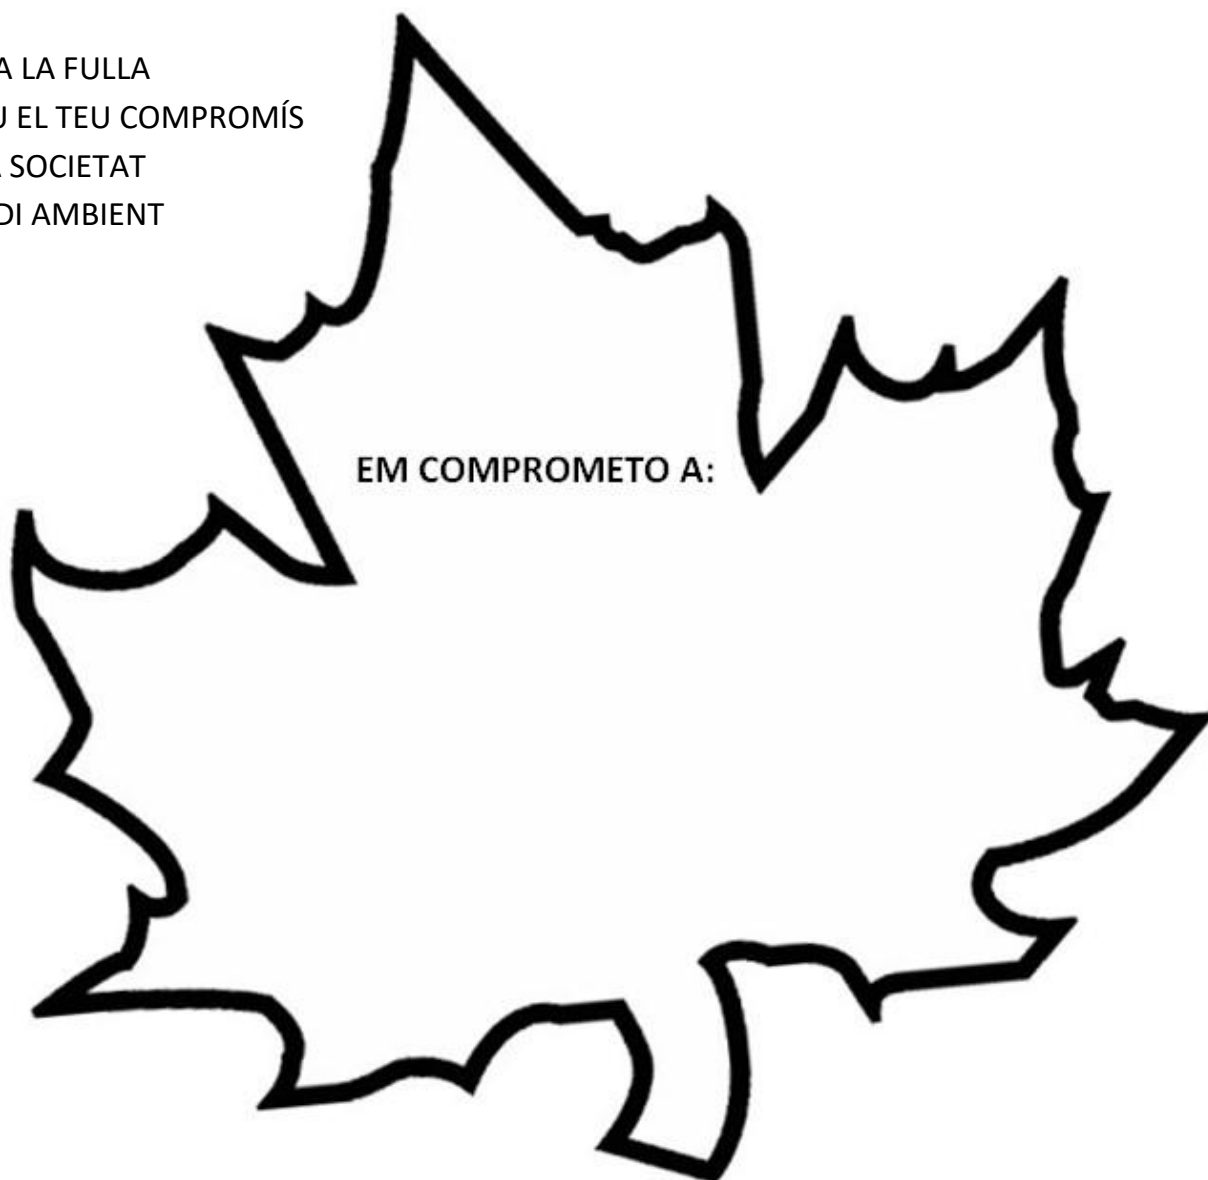 A LA FULLA
U EL TEU COMPROMÍS
A SOCIETAT
DI AMBIENT
EM COMPROMETO A: